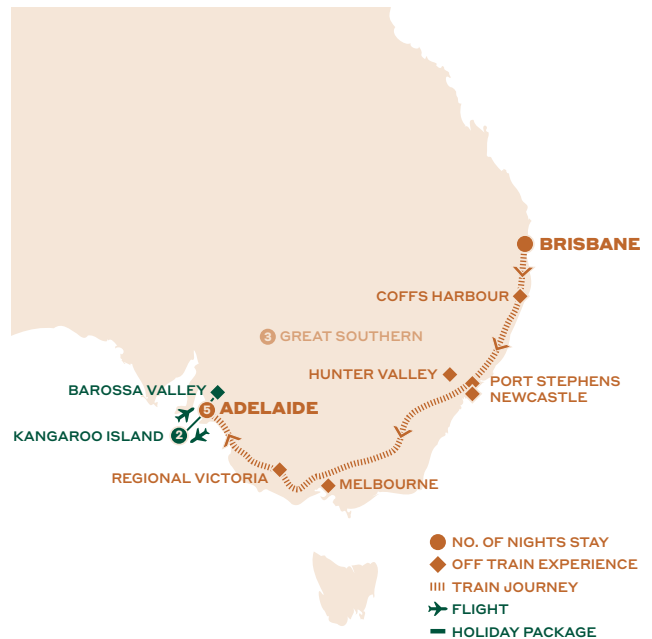 BRISBANE
COFFS HARBOUR
3 GREAT SOUTHERN
HUNTER VALLEY
PORT STEPHENS
NEWCASTLE
BAROSSA VALLEY
5 ADELAIDE
KANGAROO ISLAND 2
REGIONAL VICTORIA
MELBOURNE
NO. OF NIGHTS STAY
OFF TRAIN EXPERIENCE
TRAIN JOURNEY
FLIGHT
HOLIDAY PACKAGE